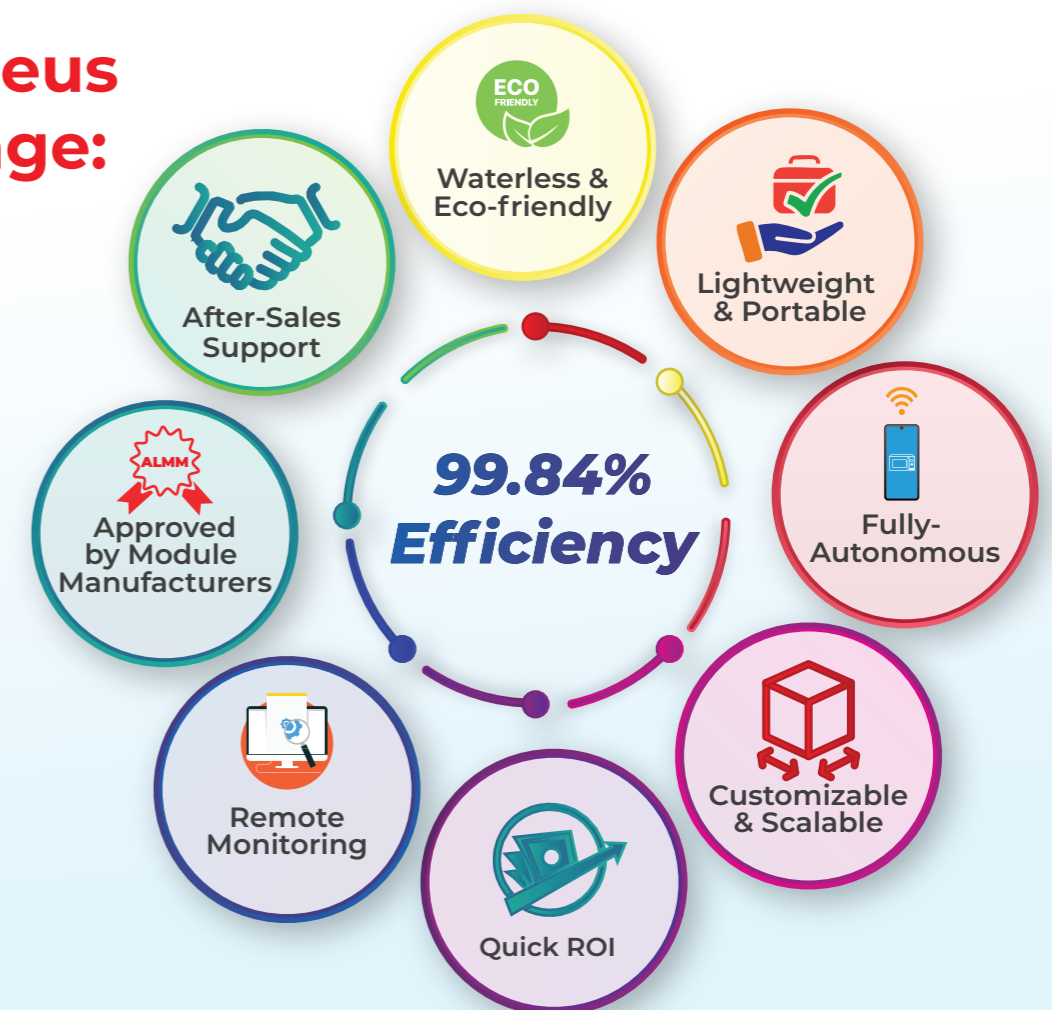 eus
ge:
ECO
FRIENDLY
Waterless &
Eco-friendly
Lightweight
& Portable
Fully-
Autonomous
Customizable
& Scalable
Quick ROI
Remote
Monitoring
ALMM
Approved
by Module
Manufacturers
After-Sales
Support
99.84%
Efficiency